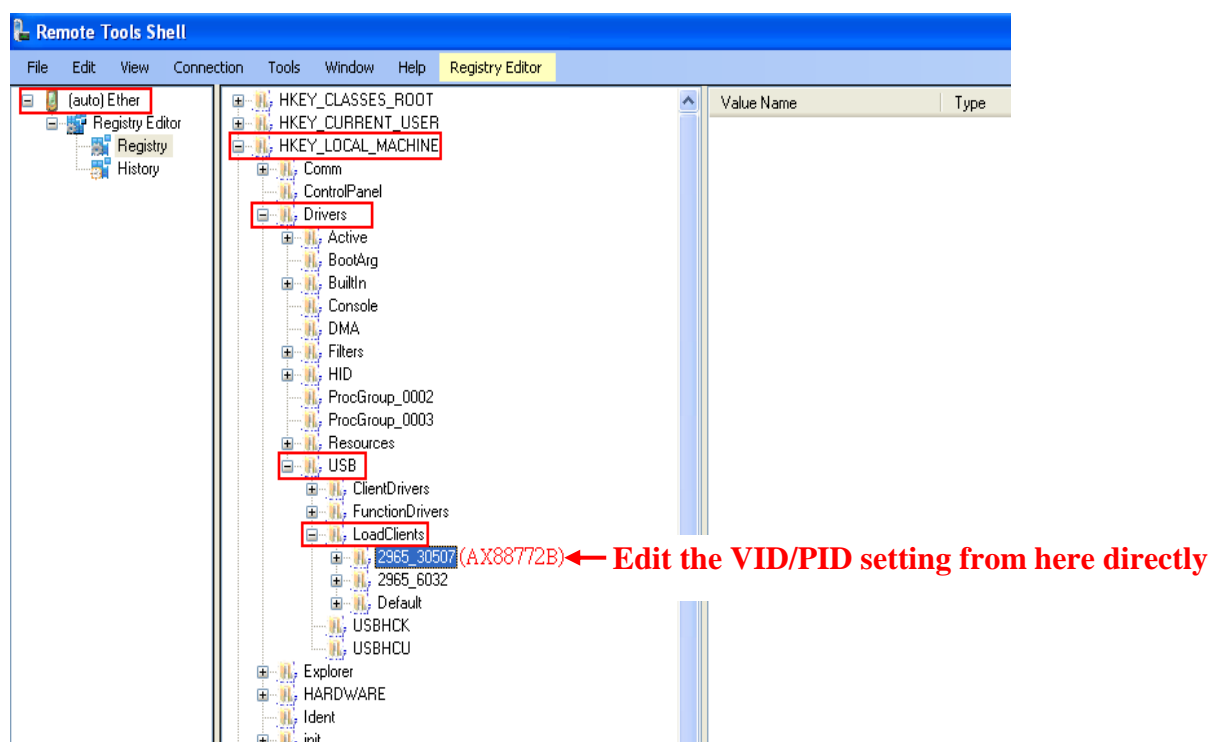 Remote Tools Shell
File Edit View Connection Tools Window Help Registry Editor
(auto) Ether
Registry Editor
Registry
History
HKEY_CLASSES_ROOT
HKEY_CURRENT_USER
HKEY_LOCAL_MACHINE
Comm
ControlPanel
Drivers
Active
BootArg
BuiltIn
Console
DMA
Filters
HID
ProcGroup_0002
ProcGroup_0003
Resources
USB
ClientDrivers
FunctionDrivers
LoadClients
2965_30507 (AX88772B) Edit the VID/PID setting from here directly
2965_6032
Default
USBHCK
USBHCU
Explorer
HARDWARE
Ident
init
Value Name Type